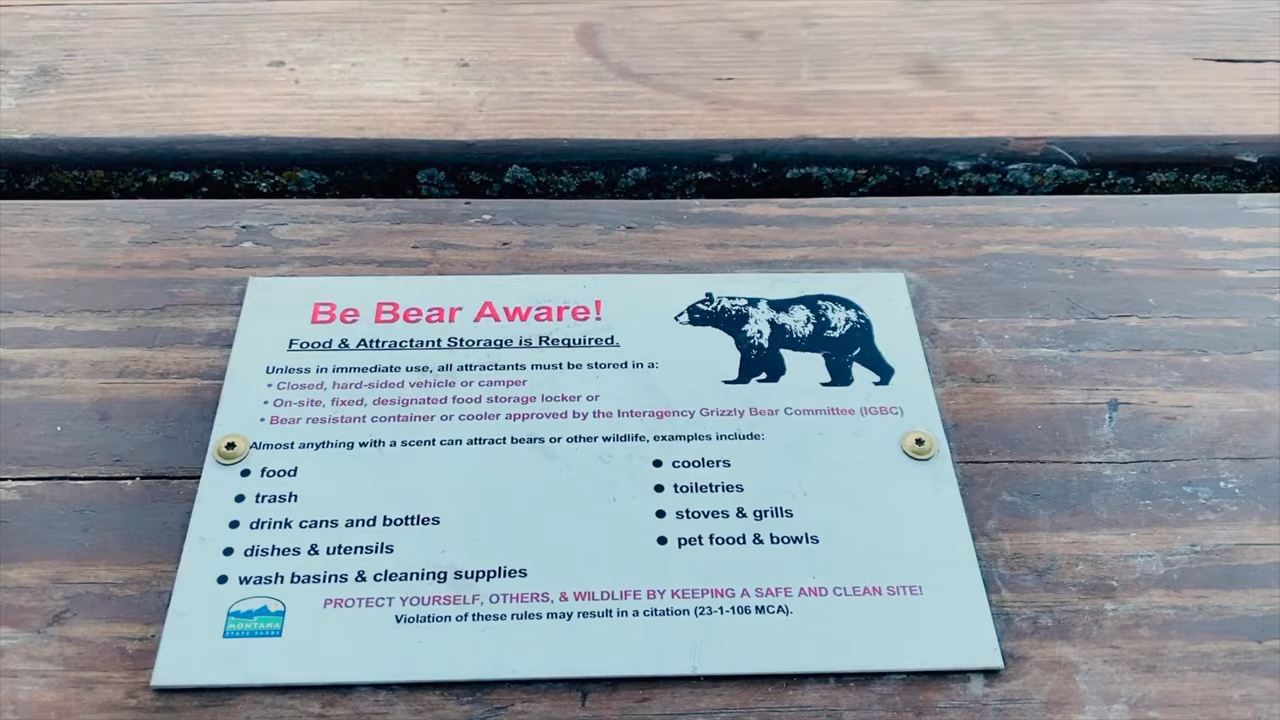 Be Bear Aware!
Food & Attractant Storage is Required.
Unless in immediate use, all attractants must be stored in a:
• Closed, hard-sided vehicle or camper
• On-site, fixed, designated food storage locker or
• Bear resistant container or cooler approved by the Interagency Grizzly Bear Committee (IGBC)
Almost anything with a scent can attract bears or other wildlife, examples include:
● food
● trash
● drink cans and bottles
● dishes & utensils
● wash basins & cleaning supplies
● coolers
● toiletries
● stoves & grills
● pet food & bowls
PROTECT YOURSELF, OTHERS, & WILDLIFE BY KEEPING A SAFE AND CLEAN SITE!
Violation of these rules may result in a citation (23-1-106 MCA).
MONTANA
STATE PARKS